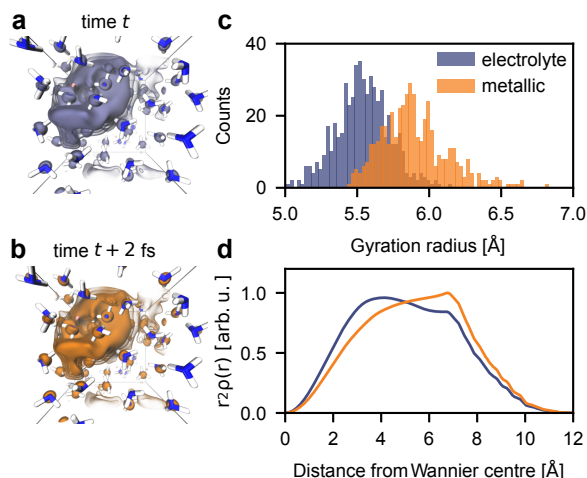 a
time t
b
time t + 2 fs
c
40
20
0
Counts
electrolyte
metallic
5.0 5.5 6.0 6.5 7.0
Gyration radius [Å]
d
1.0
0.5
0.0
r2ρ(r) [arb. u.]
0 2 4 6 8 10 12
Distance from Wannier centre [Å]